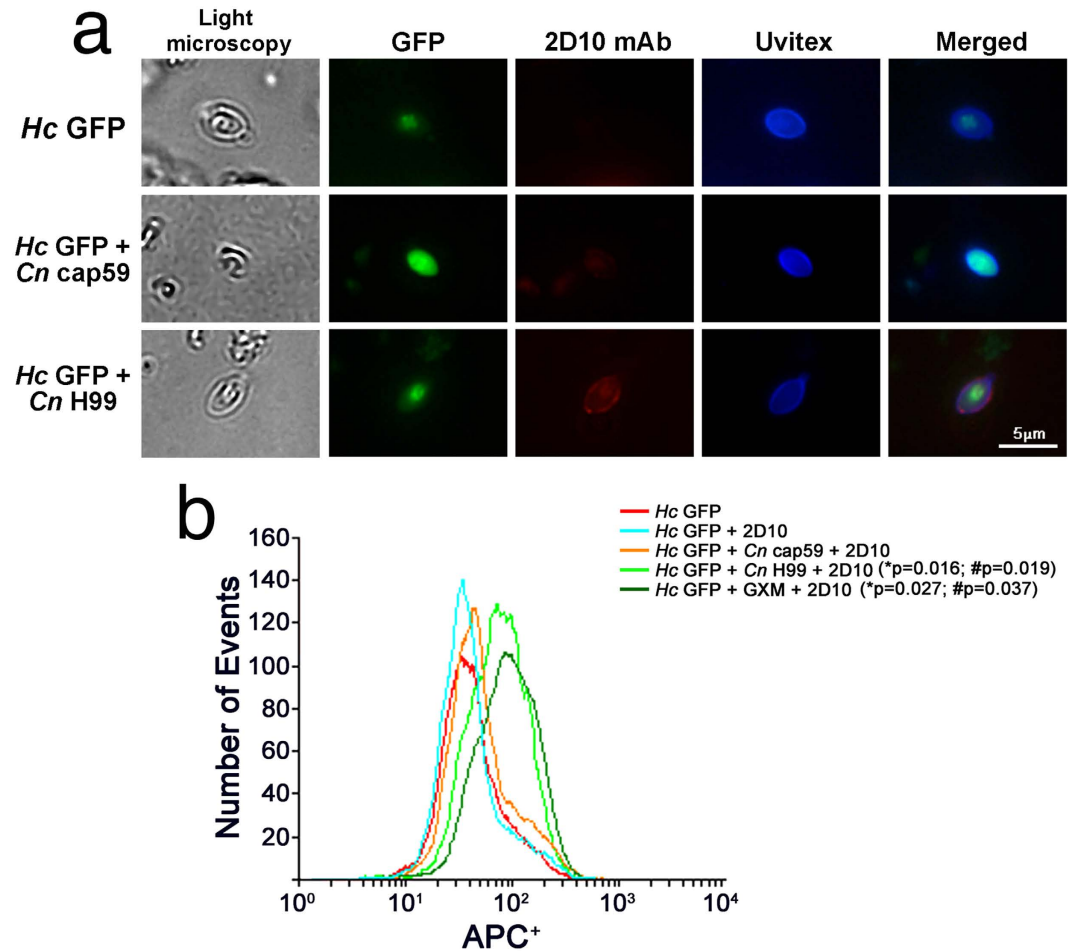 a
Light
microscopy
GFP
2D10 mAb
Uvitex
Merged
Hc GFP
Hc GFP +
Cn cap59
Hc GFP +
Cn H99
5µm
b
Hc GFP
Hc GFP + 2D10
Hc GFP + Cn cap59 + 2D10
Hc GFP + Cn H99 + 2D10 (*p=0.016; #p=0.019)
Hc GFP + GXM + 2D10 (*p=0.027; #p=0.037)
Number of Events
160
140
120
100
80
60
40
20
10⁰ 10¹ 10² 10³ 10⁴
APC⁺